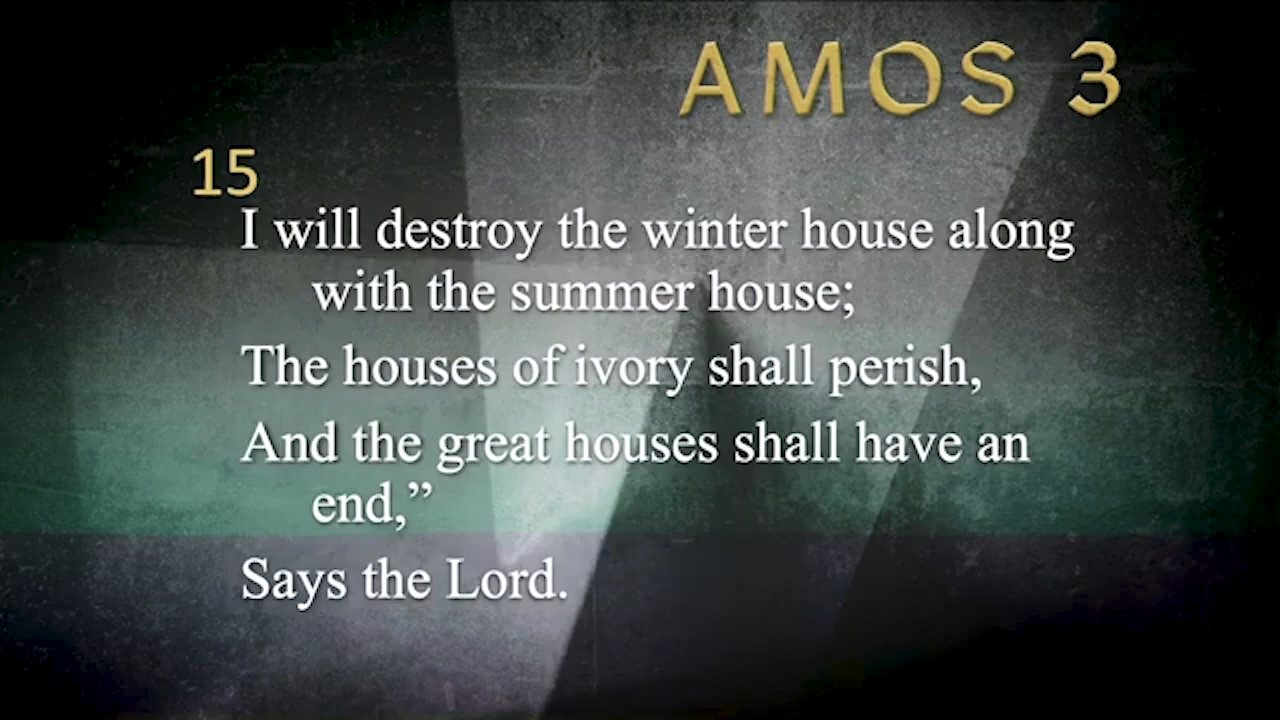 AMOS 3
15
I will destroy the winter house along
with the summer house;
The houses of ivory shall perish,
And the great houses shall have an
end,”
Says the Lord.